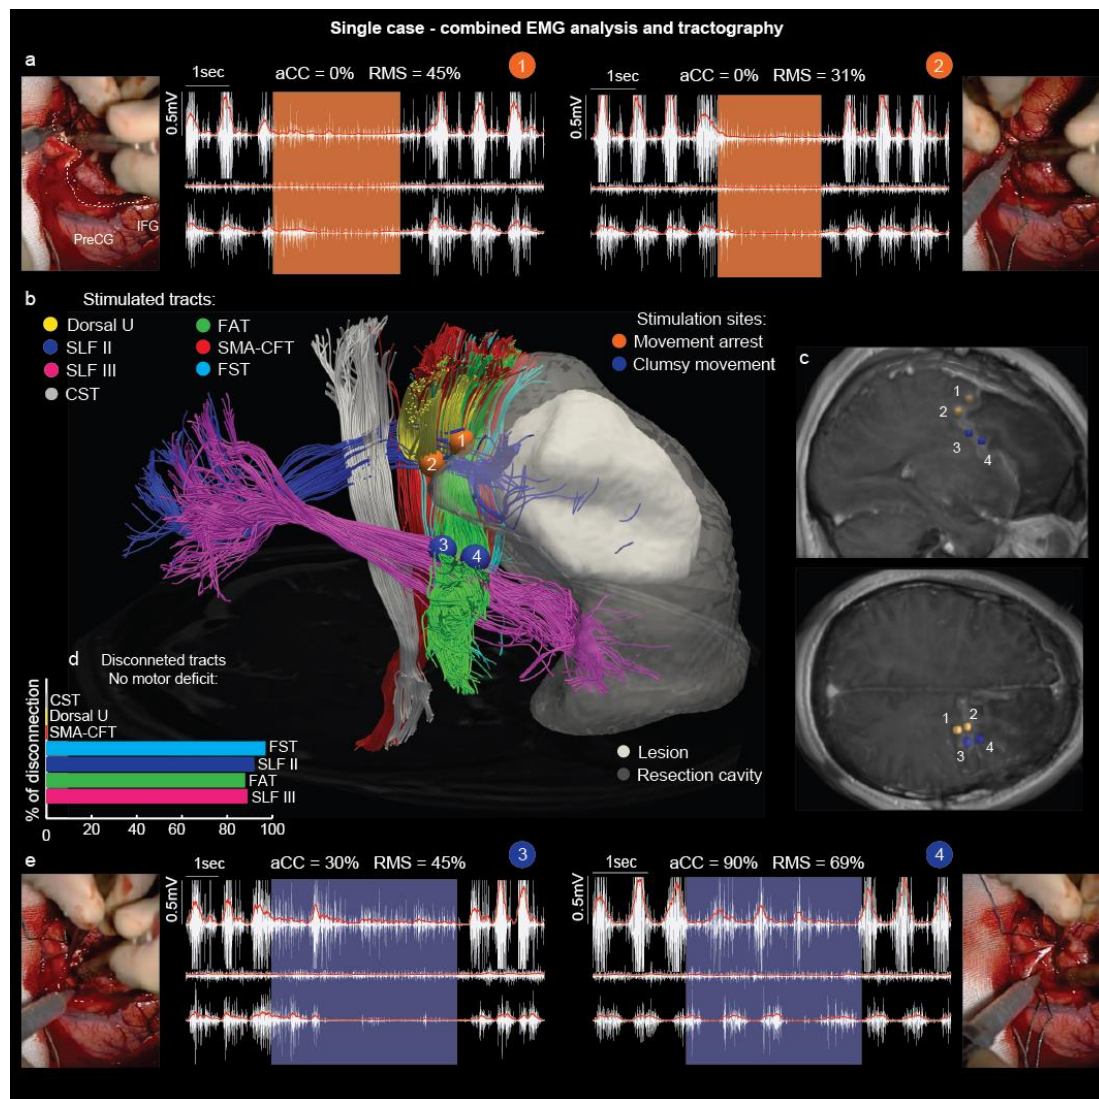 Single case - combined EMG analysis and tractography
a
1sec
aCC = 0% RMS = 45%
1
0.5mV
PreCG
IFG
1sec
aCC = 0% RMS = 31%
2
0.5mV
b
Stimulated tracts:
Dorsal U
SLF II
SLF III
CST
FAT
SMA-CFT
FST
Stimulation sites:
Movement arrest
Clumsy movement
1
2
3
4
Lesion
Resection cavity
c
1
2
3
4
1
2
3
4
d
Disconneted tracts
No motor deficit:
% of disconnection
CST
Dorsal U
SMA-CFT
FST
SLF II
FAT
SLF III
0
20
40
60
80
100
e
1sec
aCC = 30% RMS = 45%
3
0.5mV
1sec
aCC = 90% RMS = 69%
4
0.5mV